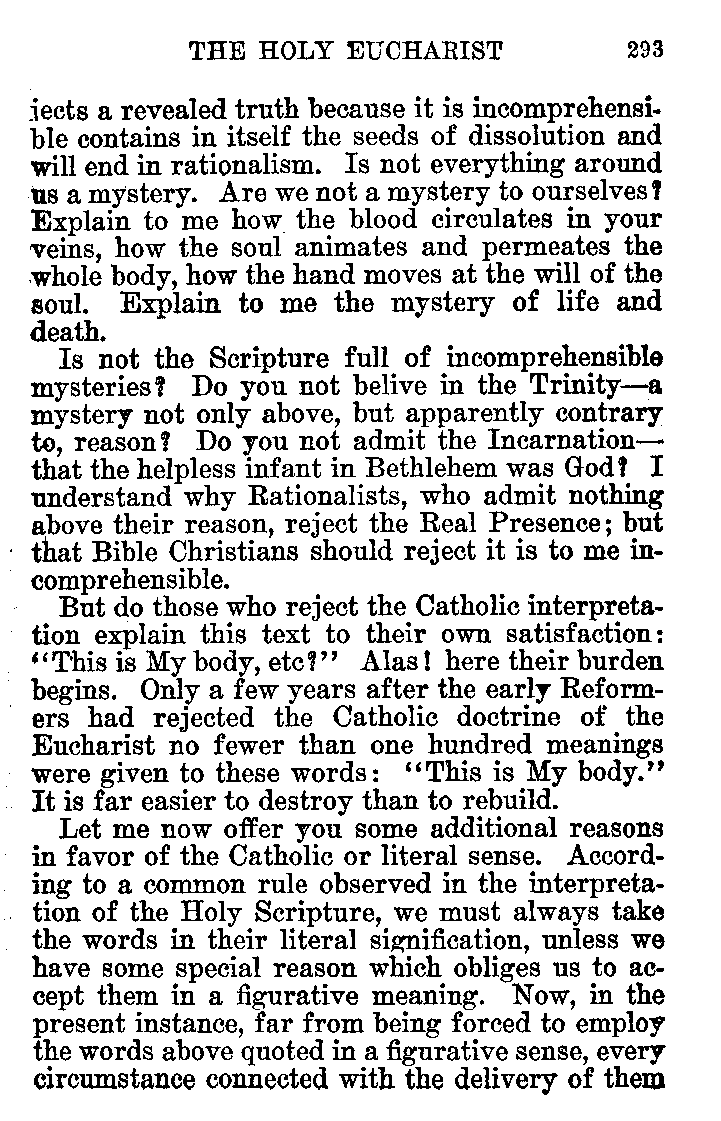 THE HOLY EUCHARIST 293
jects a revealed truth because it is incomprehensi-
ble contains in itself the seeds of dissolution and
will end in rationalism. Is not everything around
us a mystery. Are we not a mystery to ourselves?
Explain to me how the blood circulates in your
veins, how the soul animates and permeates the
whole body, how the hand moves at the will of the
soul. Explain to me the mystery of life and
death.
Is not the Scripture full of incomprehensible
mysteries? Do you not belive in the Trinity—a
mystery not only above, but apparently contrary
to, reason? Do you not admit the Incarnation—
that the helpless infant in Bethlehem was God? I
understand why Rationalists, who admit nothing
above their reason, reject the Real Presence; but
that Bible Christians should reject it is to me in-
comprehensible.
But do those who reject the Catholic interpreta-
tion explain this text to their own satisfaction:
"This is My body, etc?" Alas! here their burden
begins. Only a few years after the early Reform-
ers had rejected the Catholic doctrine of the
Eucharist no fewer than one hundred meanings
were given to these words: "This is My body."
It is far easier to destroy than to rebuild.
Let me now offer you some additional reasons
in favor of the Catholic or literal sense. Accord-
ing to a common rule observed in the interpreta-
tion of the Holy Scripture, we must always take
the words in their literal signification, unless we
have some special reason which obliges us to ac-
cept them in a figurative meaning. Now, in the
present instance, far from being forced to employ
the words above quoted in a figurative sense, every
circumstance connected with the delivery of them